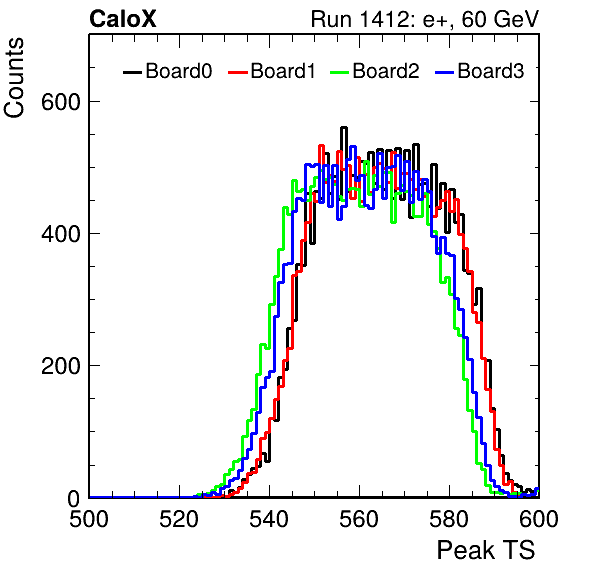 CaloX Run 1412: e+, 60 GeV
Counts
Board0 Board1 Board2 Board3
600
400
200
0
500 520 540 560 580 600
Peak TS